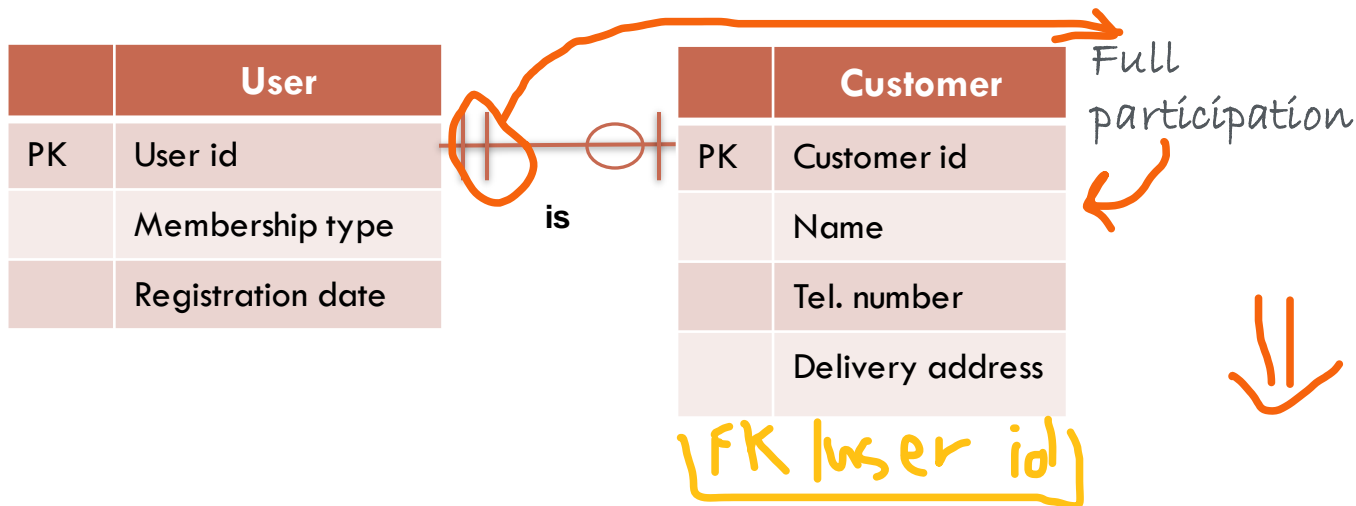 User
PK User id
Membership type
Registration date
is
Customer
PK Customer id
Name
Tel. number
Delivery address
FK user id
Full
participation